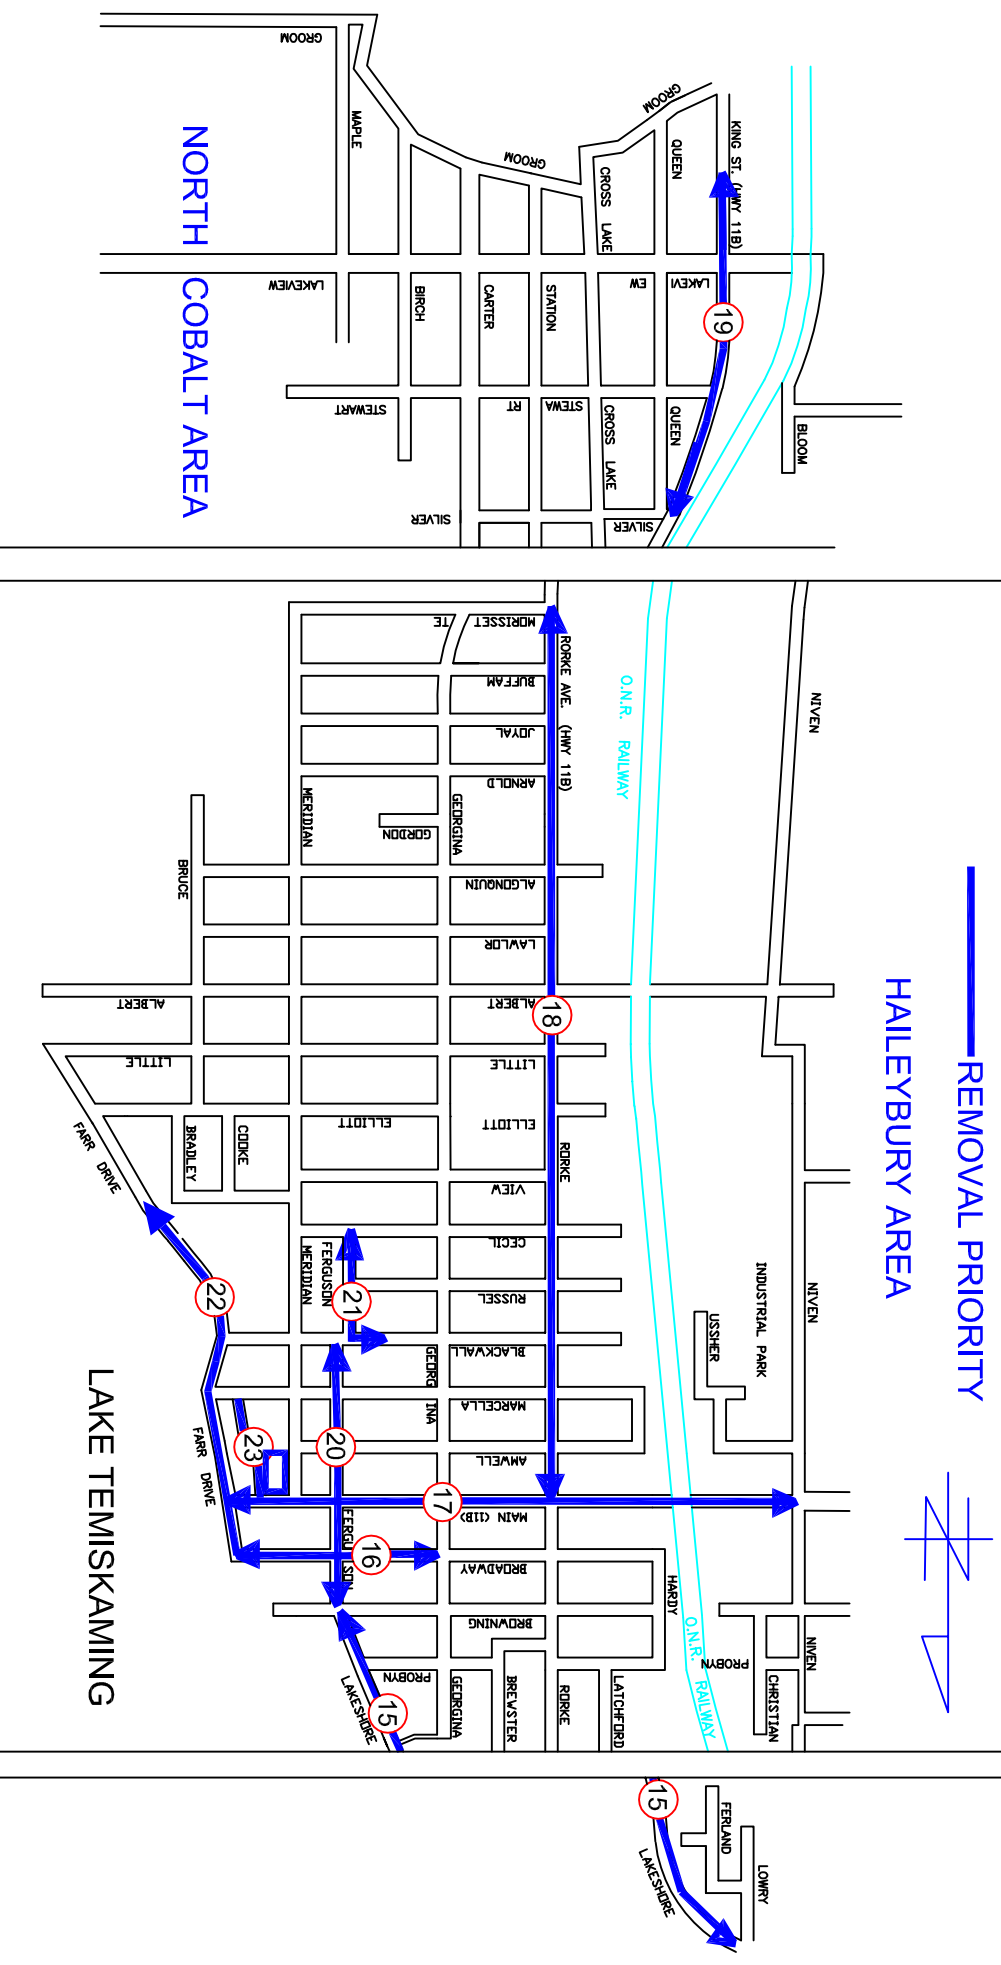 REMOVAL PRIORITY
HAILEYBURY AREA
NORTH COBALT AREA
LAKE TEMISKAMING
GROOM
MAPLE
GROOM
GROOM
CROSS LAKE
QUEEN
KING ST. (HWY 11B)
LAKEVIEW
BIRCH
CARTER
STATION
LAKEVI
EW
19
STEWART
STEWA
RT
CROSS LAKE
QUEEN
BLOOM
SILVER
SILVER
MORISSET
TE
RORKE AVE. (HWY 11B)
BUFFAM
JOYAL
ARNOLD
O.N.R. RAILWAY
NIVEN
MERIDIAN
GORDON
GEORGINA
BRUCE
ALGONQUIN
LAWLOR
ALBERT
ALBERT
18
LITTLE
LITTLE
ELLIOTT
ELLIOTT
RORKE
FARR DRIVE
BRADLEY
COOKE
VIEW
CECIL
FERGUSON
MERIDIAN
21
22
RUSSEL
BLACKWALL
GEORG
INA
MARCELLA
AMWELL
INDUSTRIAL PARK
USSHER
NIVEN
FARR DRIVE
23
20
17
MAIN (11B)
FERGU
SON
16
BROADWAY
BROWNING
HARDY
PROBYN
PROBYN
O.N.R. RAILWAY
NIVEN
CHRISTIAN
LAKESHORE
15
GEORGINA
BREWSTER
RORKE
LATCHFORD
15
FERLAND
LOWRY
LAKESHORE